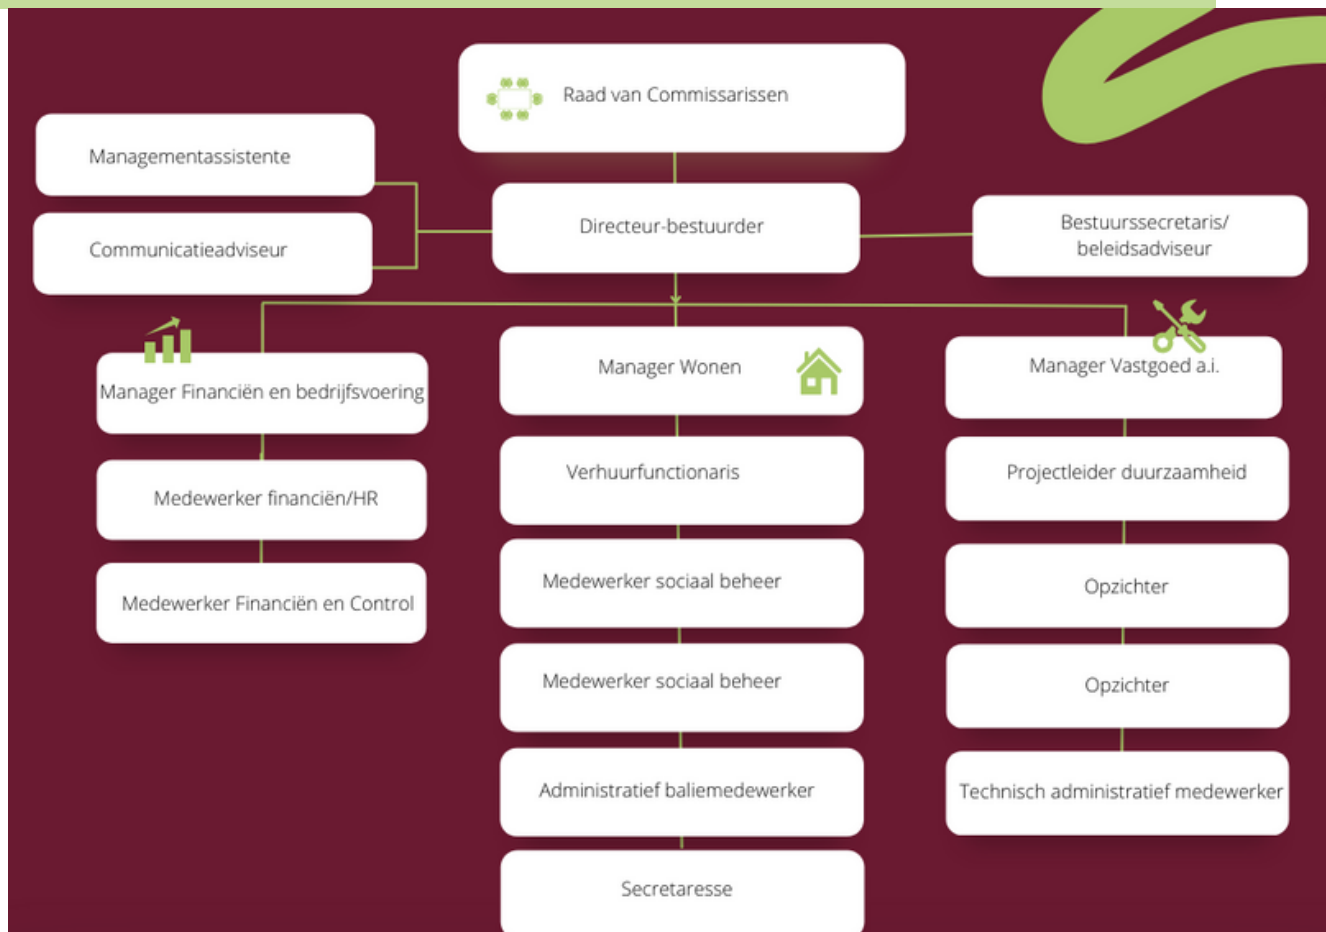 Raad van Commissarissen
Managementassistente
Communicatieadviseur
Directeur-bestuurder
Bestuurssecretaris/
beleidsadviseur
Manager Financiën en bedrijfsvoering
Medewerker financiën/HR
Medewerker Financiën en Control
Manager Wonen
Verhuurfunctionaris
Medewerker sociaal beheer
Medewerker sociaal beheer
Administratief baliemedewerker
Secretaresse
Manager Vastgoed a.i.
Projectleider duurzaamheid
Opzichter
Opzichter
Technisch administratief medewerker